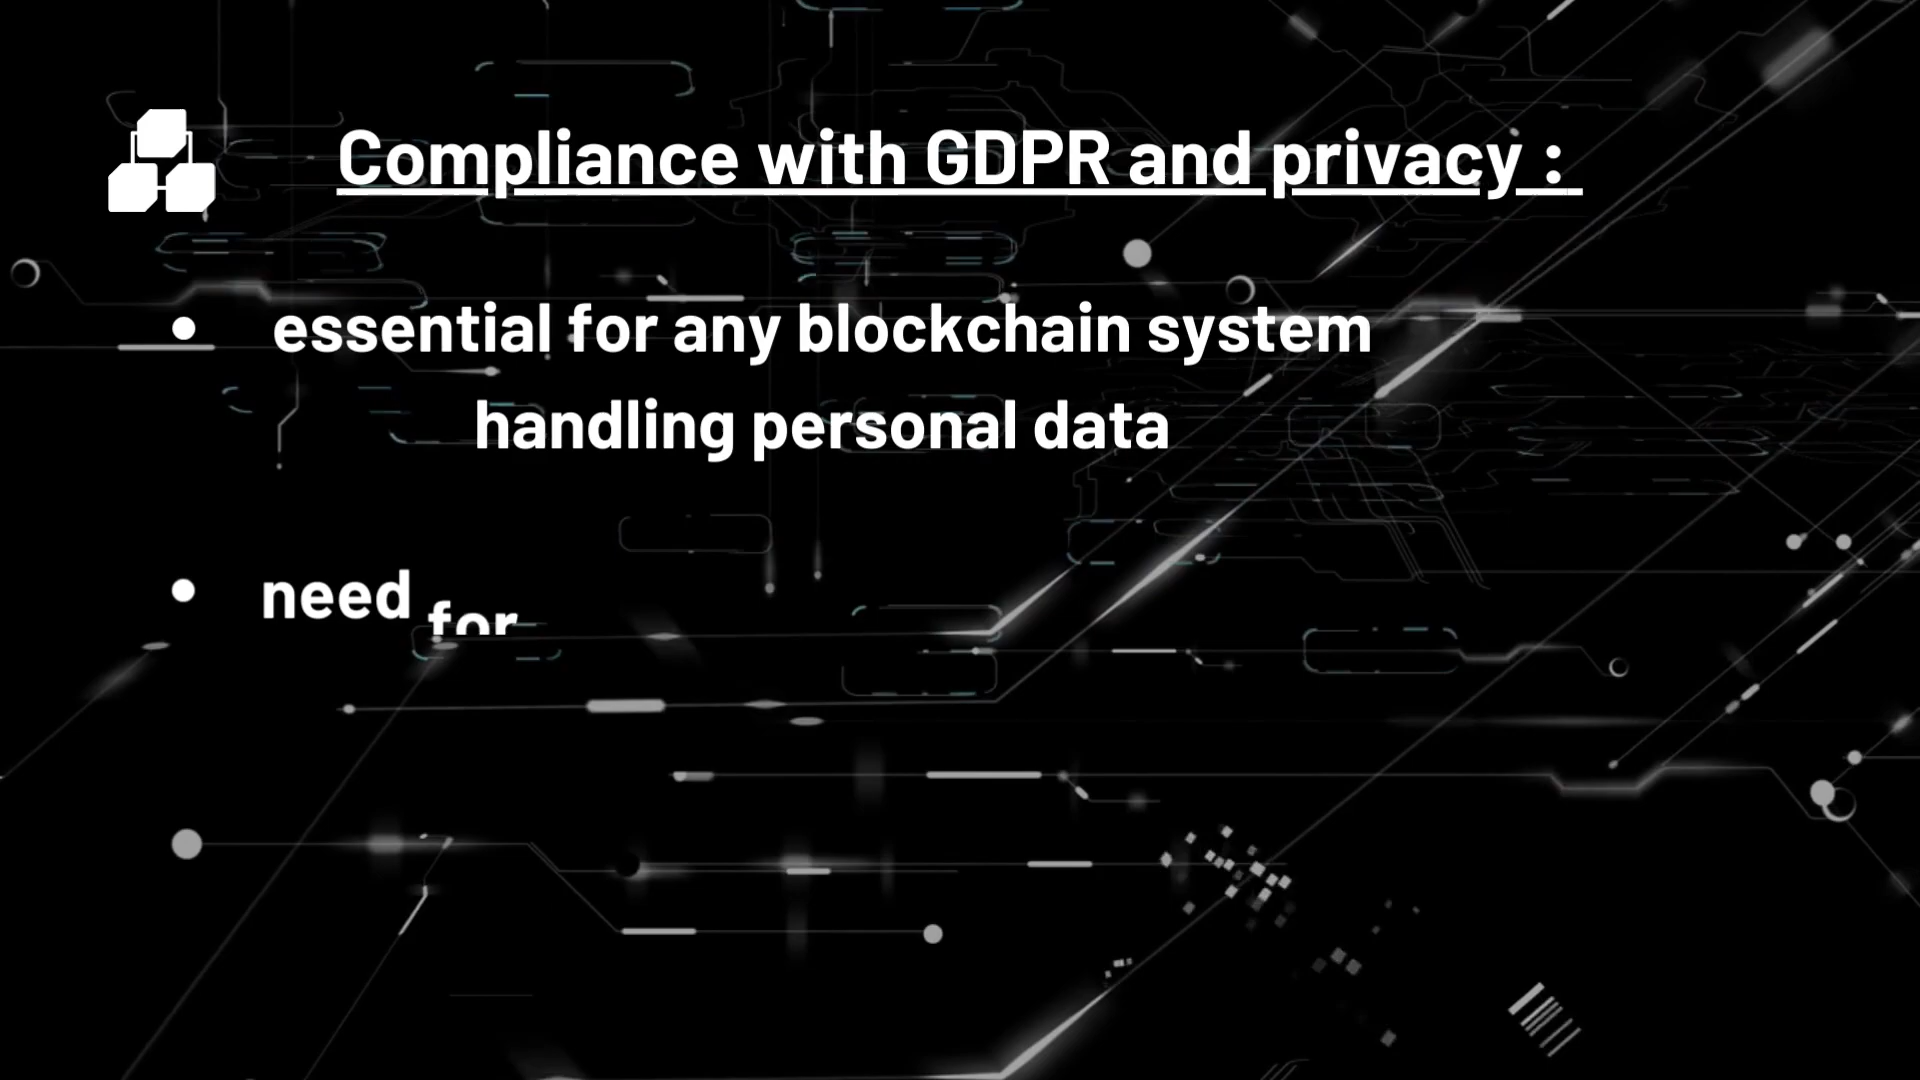 Compliance with GDPR and privacy :
• essential for any blockchain system
handling personal data
• need for